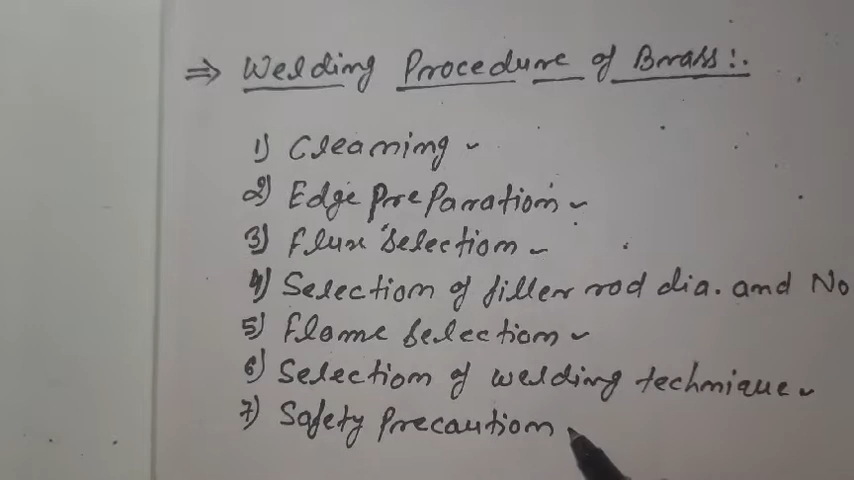 ⇒ Welding Procedure of Brass:.
1) Cleaning
2) Edge Preparation
3) Flux Selection
4) Selection of filler rod dia. and No
5) Flame Selection
6) Selection of welding technique
7) Safety Precaution